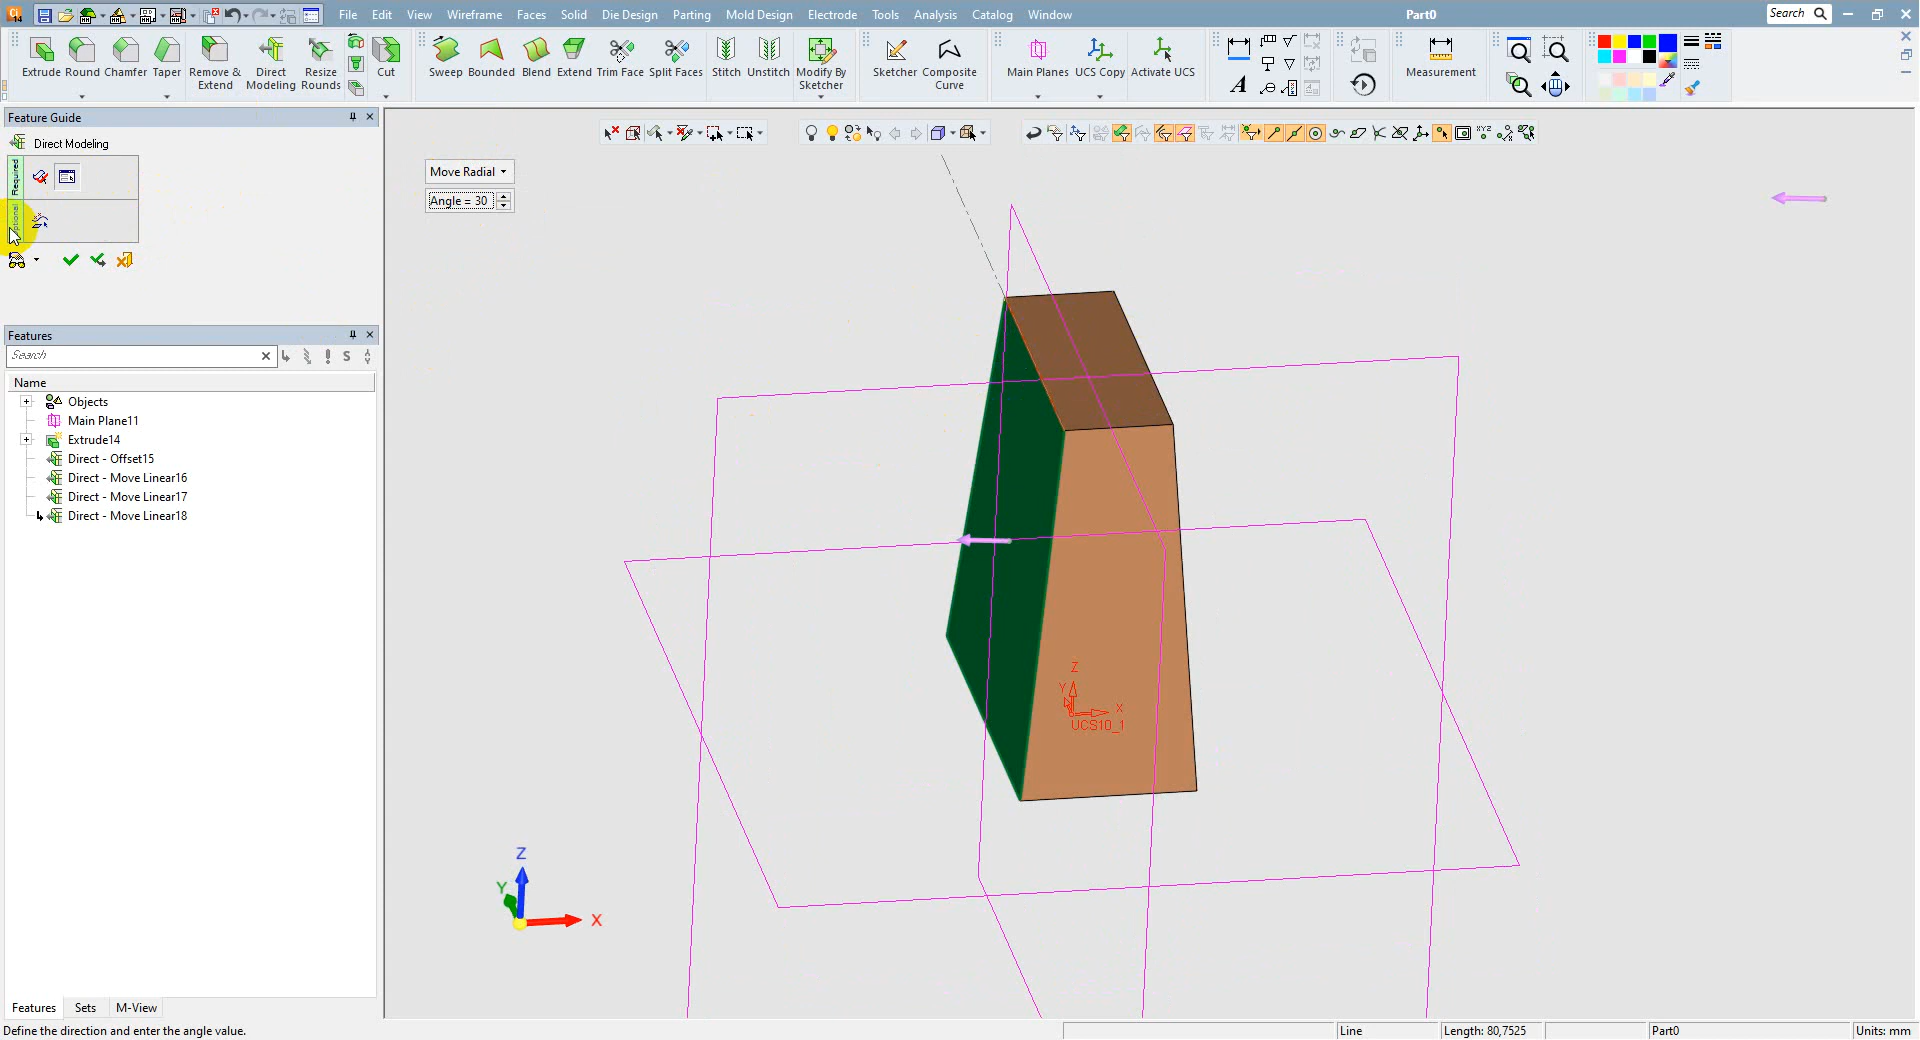 File Edit View Wireframe Faces Solid Die Design Parting Mold Design Electrode Tools Analysis Catalog Window Part0 Search
Extrude Round Chamfer Taper Remove & Extend Direct Modeling Resize Rounds Cut Sweep Bounded Blend Extend Trim Face Split Faces Stitch Unstitch Modify By Sketcher Sketcher Composite Curve Main Planes UCS Copy Activate UCS A Measurement
Feature Guide
Direct Modeling
Required
Move Radial
Angle = 30
Features
Search
S
Name
Objects
Main Plane11
Extrude14
Direct - Offset15
Direct - Move Linear16
Direct - Move Linear17
Direct - Move Linear18
Z
Y
X
UCS10_1
Z
Y
X
Features Sets M-View
Define the direction and enter the angle value. Line Length: 80,7525 Part0 Units: mm